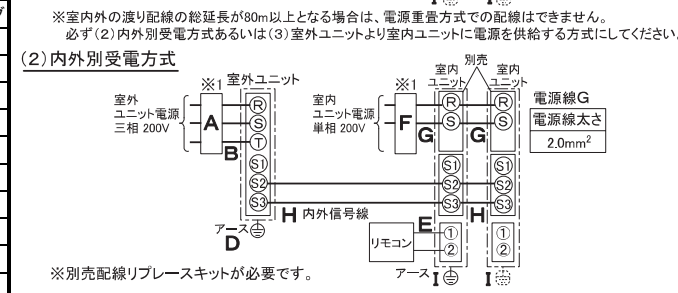 ※室内外の渡り配線の総延長が80m以上となる場合は、電源重畳方式での配線はできません。
必ず(2)内外別受電方式あるいは(3)室外ユニットより室内ユニットに電源を供給する方式にしてください。
(2)内外別受電方式
別売
※1 室外ユニット
※1 室内ユニット 室内ユニット
室外
ユニット電源
三相 200V
A
B
R
S
T
S1
S2
S3
アース
D
H 内外信号線
室内
ユニット電源
単相 200V
F
G
R
S
G
R
S
S1
S2
S3
S1
S2
S3
E
H
リモコン
①
②
①
②
アース I
I
電源線G
電源線太さ
2.0mm²
※別売配線リプレースキットが必要です。